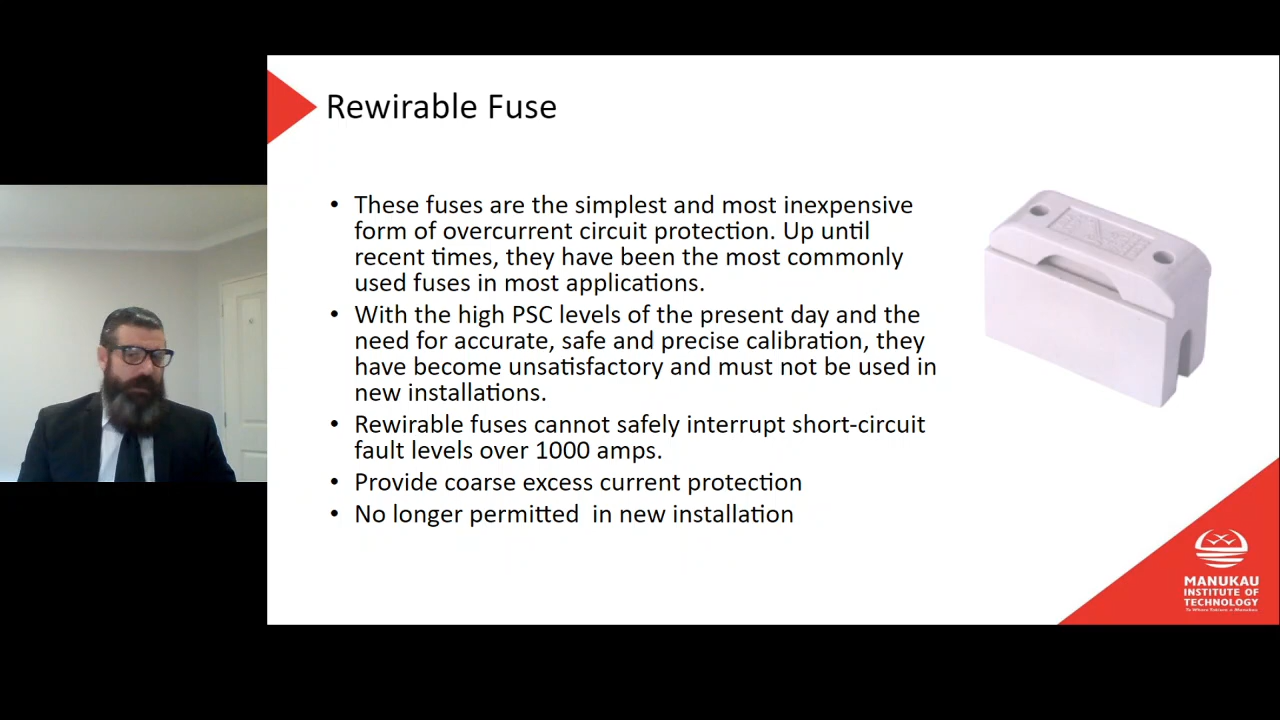 Rewirable Fuse
• These fuses are the simplest and most inexpensive
form of overcurrent circuit protection. Up until
recent times, they have been the most commonly
used fuses in most applications.
• With the high PSC levels of the present day and the
need for accurate, safe and precise calibration, they
have become unsatisfactory and must not be used in
new installations.
• Rewirable fuses cannot safely interrupt short-circuit
fault levels over 1000 amps.
• Provide coarse excess current protection
• No longer permitted  in new installation
MANUKAU
INSTITUTE OF
TECHNOLOGY